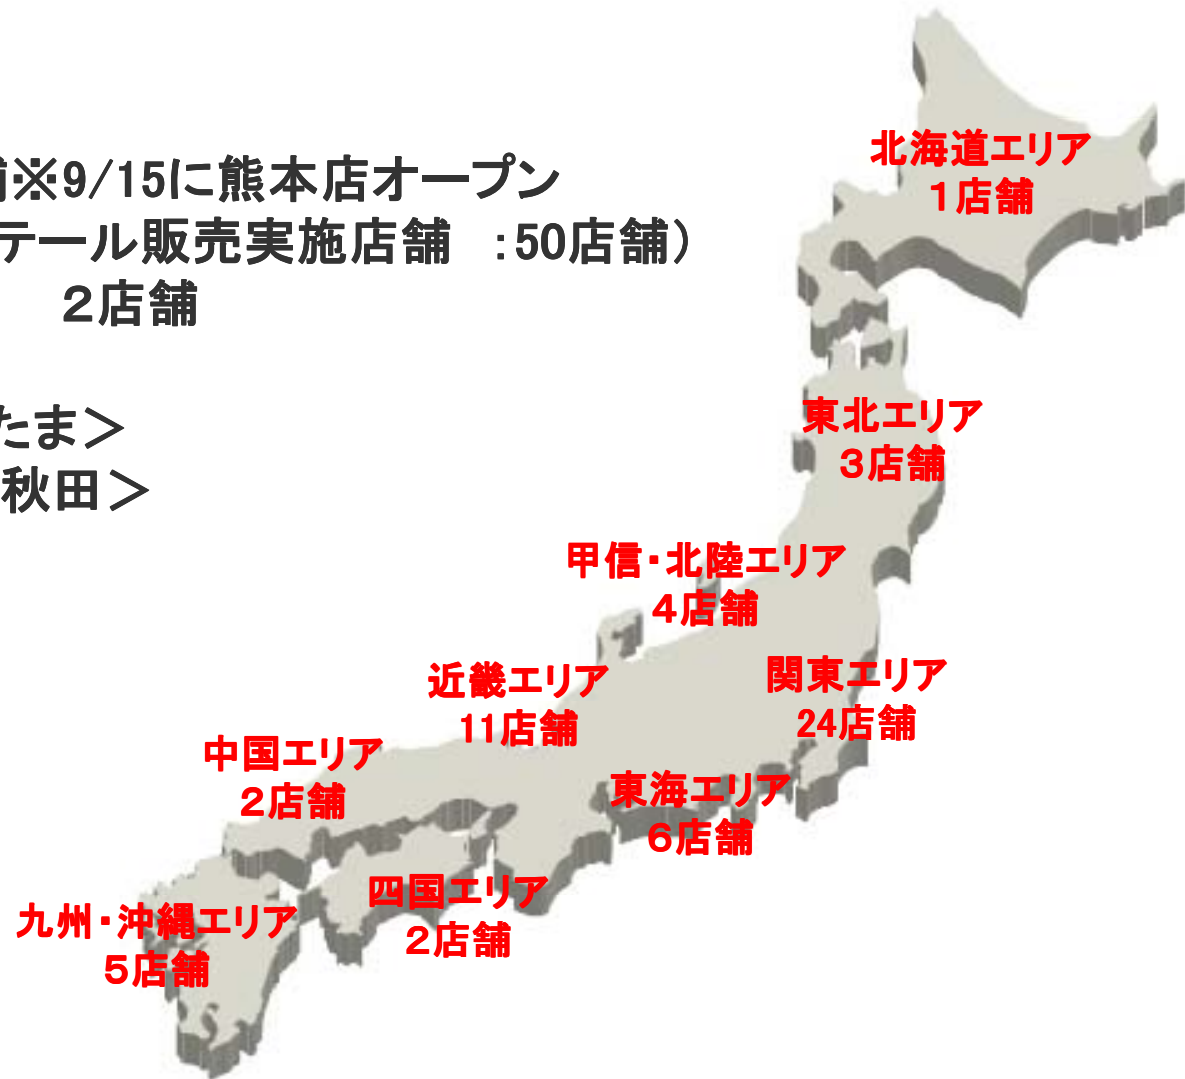 ※9/15に熊本店オープン
テール販売実施店舗　:50店舗）
２店舗
たま＞
秋田＞
北海道エリア
１店舗
東北エリア
３店舗
甲信・北陸エリア
４店舗
近畿エリア
11店舗
関東エリア
24店舗
中国エリア
２店舗
東海エリア
６店舗
四国エリア
２店舗
九州・沖縄エリア
５店舗